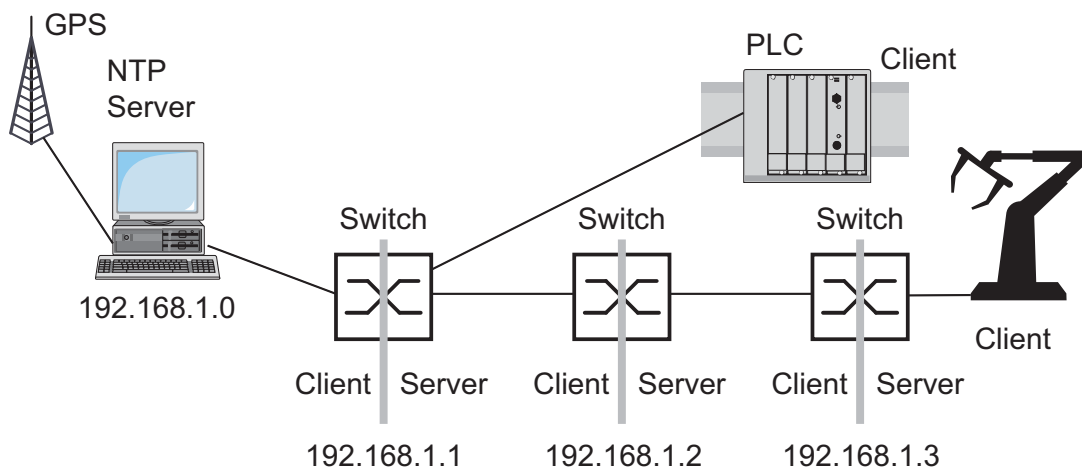 GPS
NTP
Server
PLC
Client
192.168.1.0
Switch
Switch
Switch
Client
Client
Server
Client
Server
Client
Server
192.168.1.1
192.168.1.2
192.168.1.3